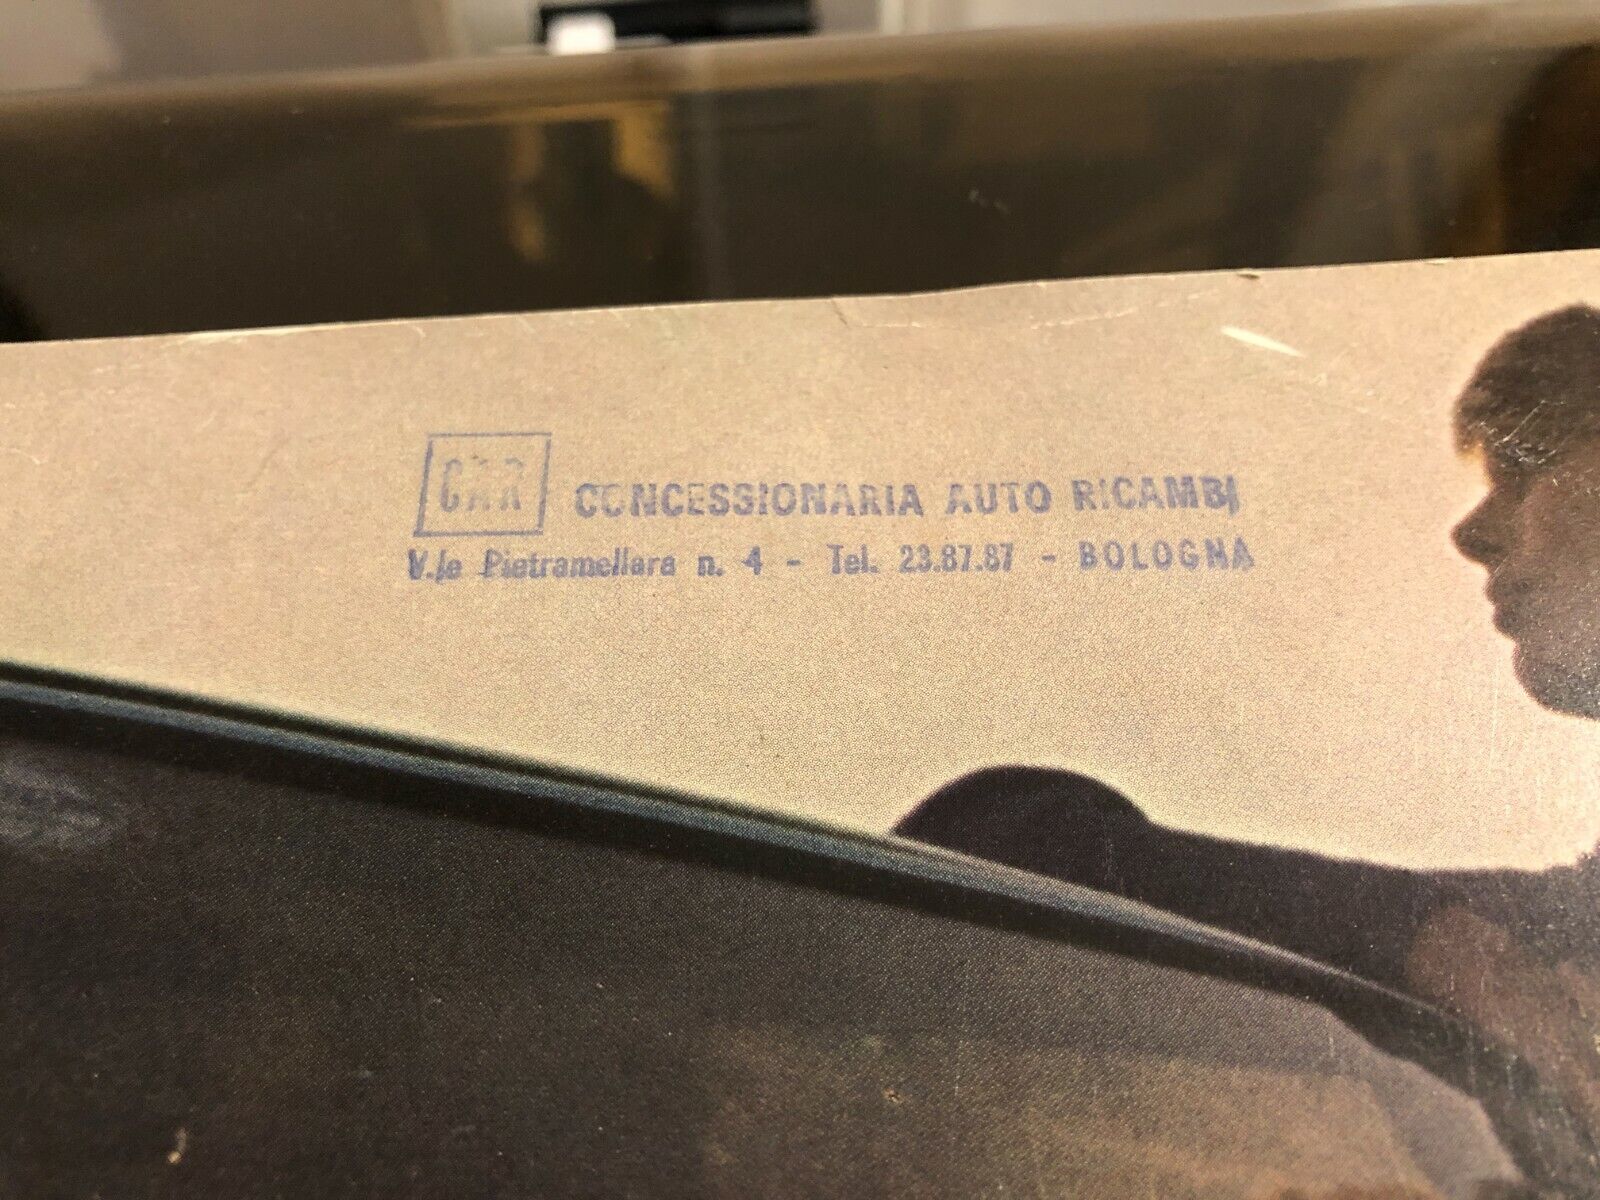 CAR CONCESSIONARIA AUTO RICAMBI
V.le Pietramellara n. 4 - Tel. 23.87.87 - BOLOGNA